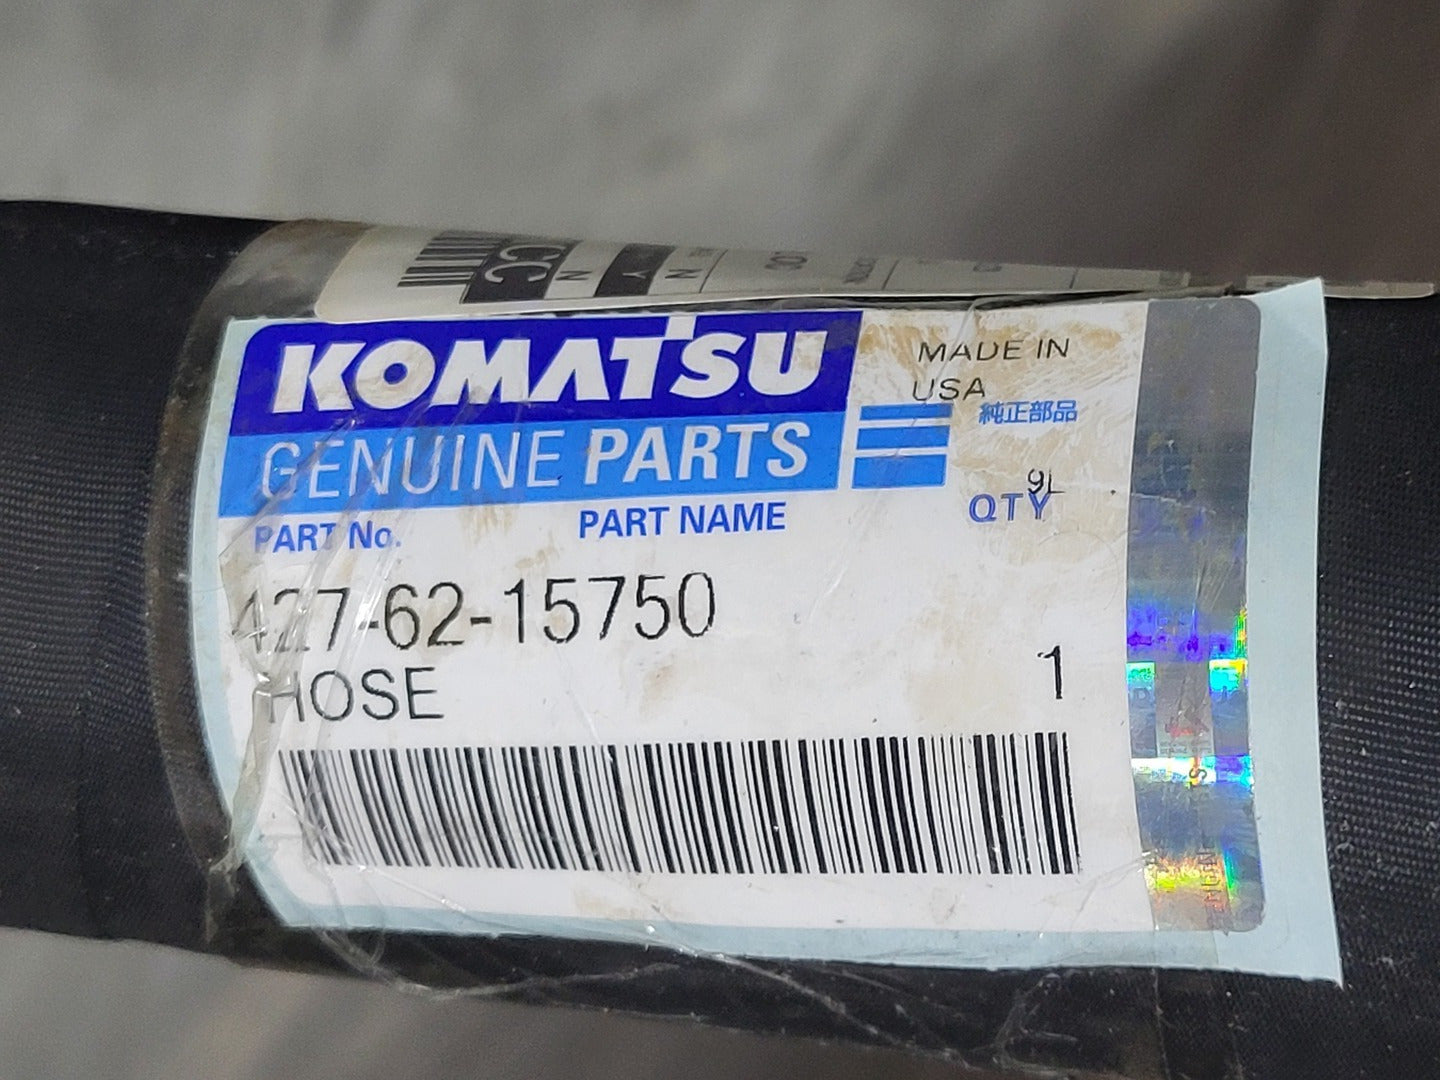 KOMATSU
GENUINE PARTS
MADE IN
USA
純正部品
9L
PART No.
PART NAME
QTY
427-62-15750
HOSE
1